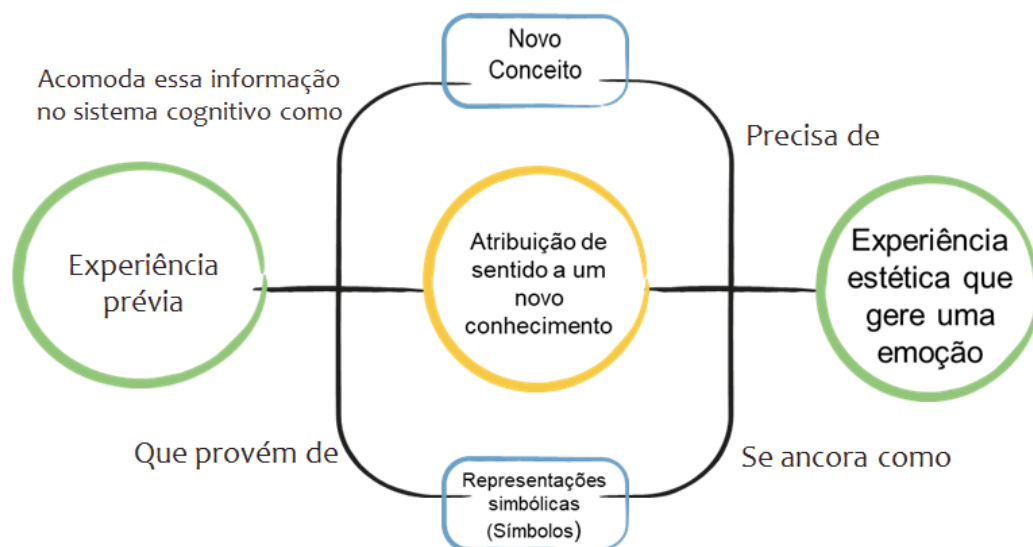 Novo
Conceito
Acomoda essa informação
no sistema cognitivo como
Precisa de
Experiência
prévia
Atribuição de
sentido a um
novo
conhecimento
Experiência
estética que
gere uma
emoção
Que provém de
Se ancora como
Representações
simbólicas
(Símbolos)